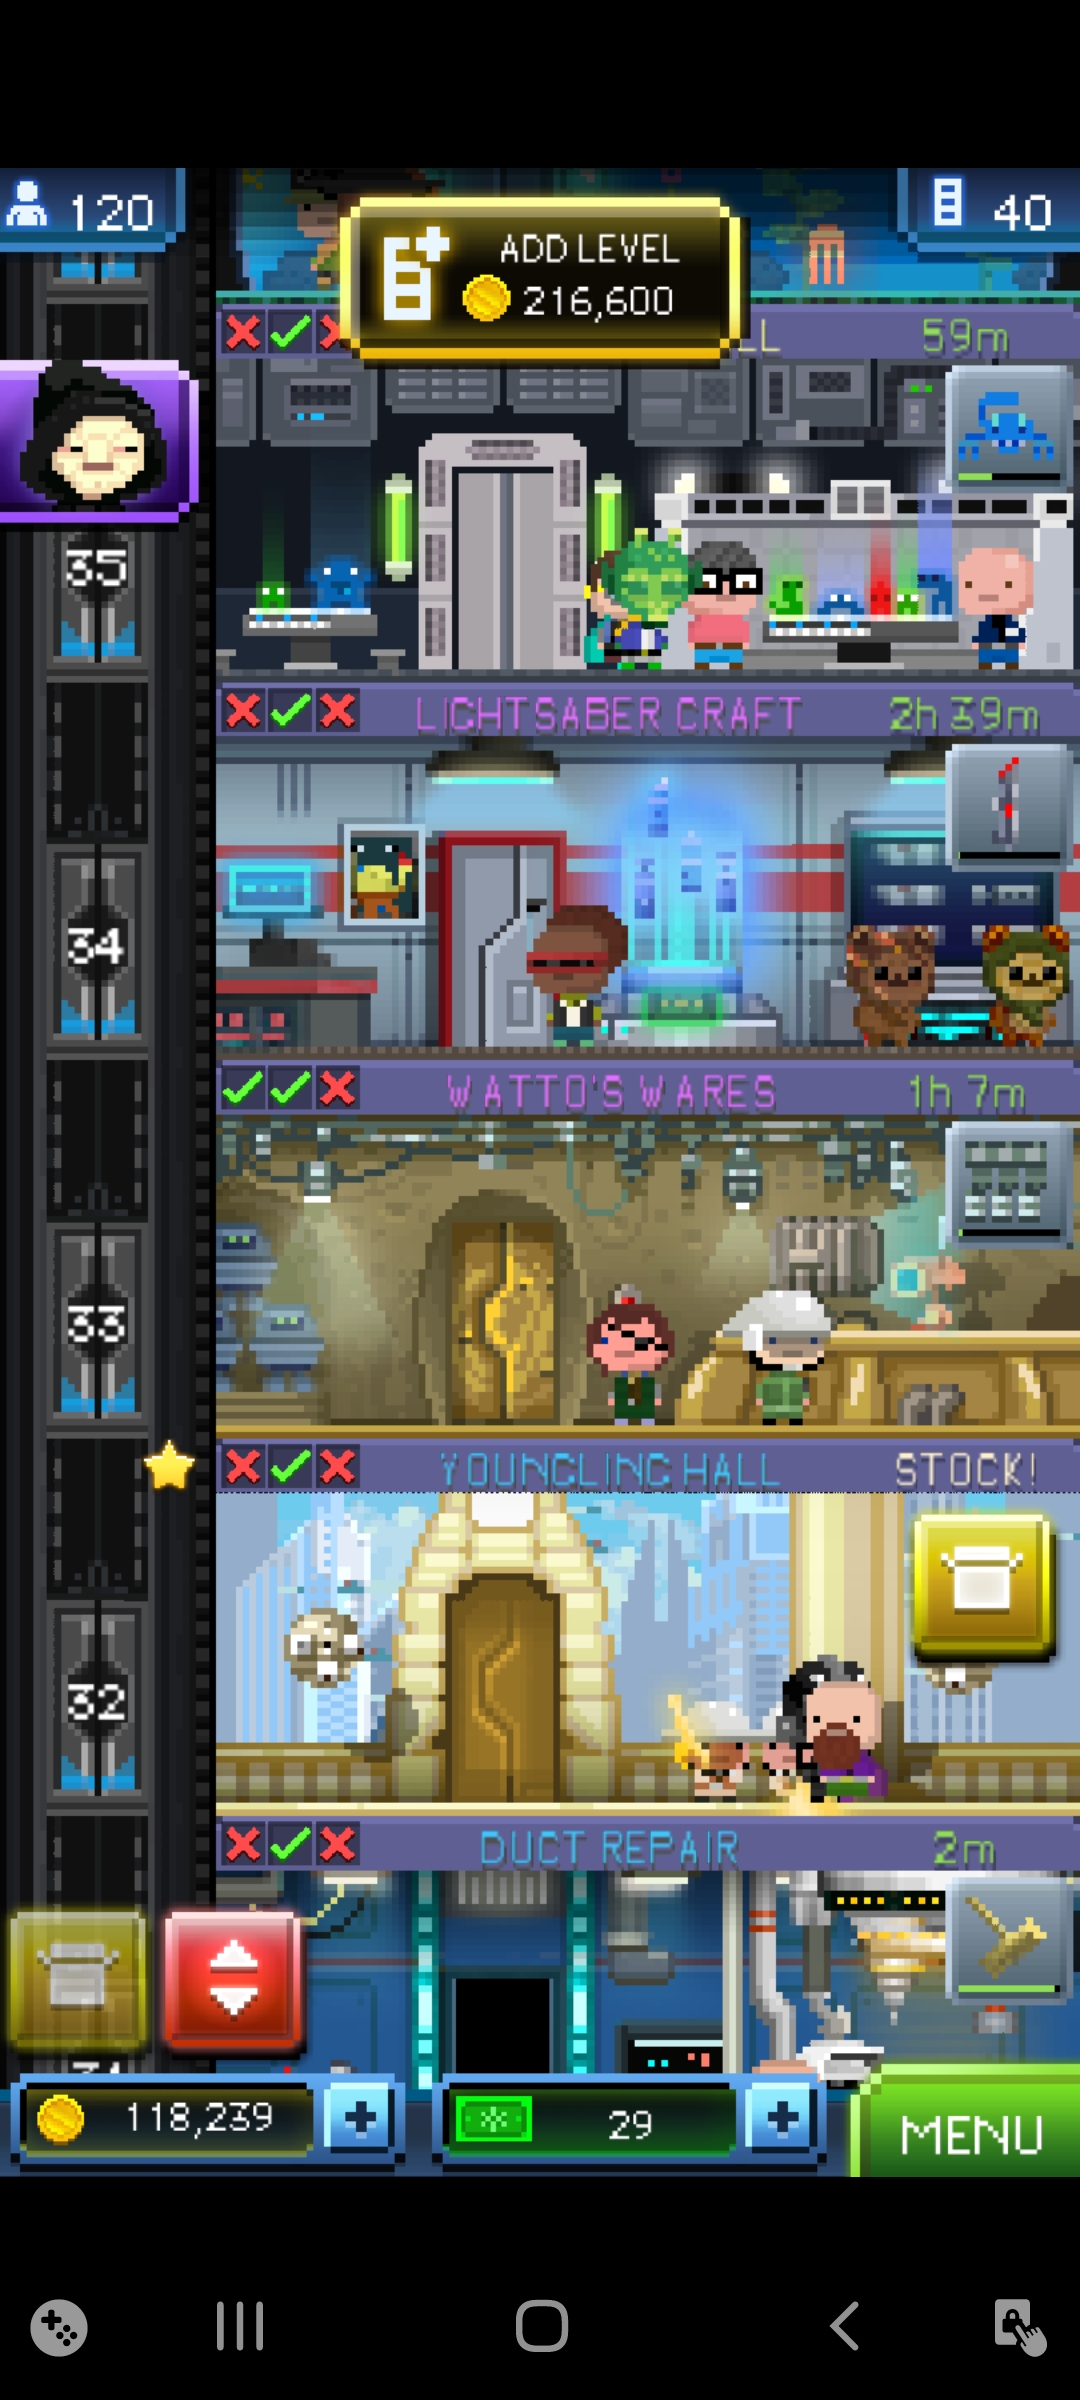 120
ADD LEVEL
216,600
40
LL
59m
35
LIGHTSABER CRAFT
2h 39m
34
WATTO'S WARES
1h 7m
33
YOUNGLING HALL
STOCK!
32
DUCT REPAIR
2m
118,239
29
MENU